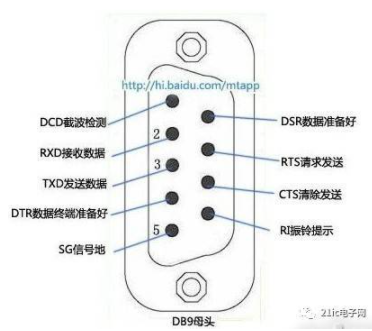 http://hi.baidu.com/mtapp
DCD截波检测
DSR数据准备好
2
RXD接收数据
RTS请求发送
3
TXD发送数据
CTS清除发送
DTR数据终端准备好
RI振铃提示
5
SG信号地
DB9母头
21ic电子网